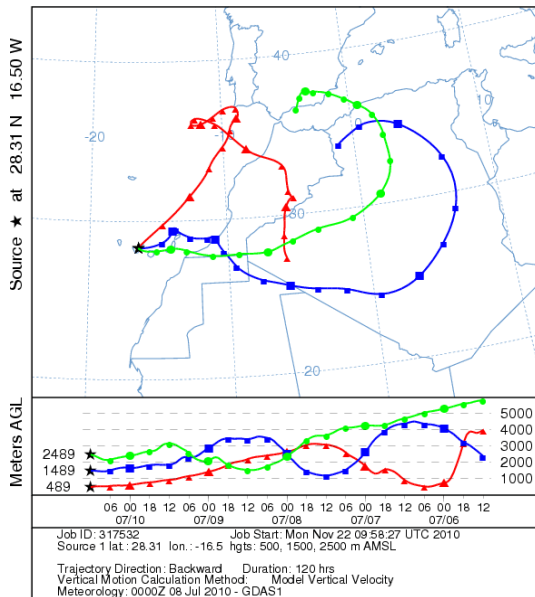 Source ★ at 28.31 N 16.50 W
40
10
-20
-10
0
30
20
Meters AGL
5000
4000
3000
2000
1000
2489
1489
489
06 00 18 12 06 00 18 12 06 00 18 12 06 00 18 12 06 00 18 12
07/10 07/09 07/08 07/07 07/06
Job ID: 317532 Job Start: Mon Nov 22 09:58:27 UTC 2010
Source 1 lat.: 28.31 lon.: -16.5 hgts: 500, 1500, 2500 m AMSL
Trajectory Direction: Backward Duration: 120 hrs
Vertical Motion Calculation Method: Model Vertical Velocity
Meteorology: 0000Z 08 Jul 2010 - GDAS1